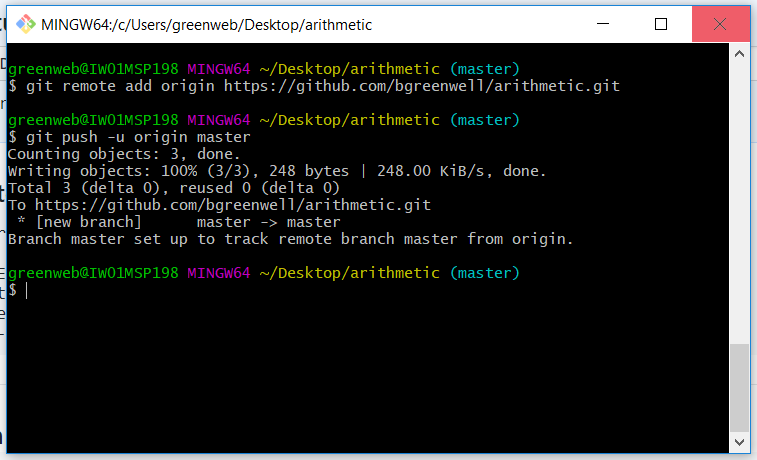 MINGW64:/c/Users/greenweb/Desktop/arithmetic
greenweb@IW01MSP198 MINGW64 ~/Desktop/arithmetic (master)
$ git remote add origin https://github.com/bgreenwell/arithmetic.git
greenweb@IW01MSP198 MINGW64 ~/Desktop/arithmetic (master)
$ git push -u origin master
Counting objects: 3, done.
Writing objects: 100% (3/3), 248 bytes | 248.00 KiB/s, done.
Total 3 (delta 0), reused 0 (delta 0)
To https://github.com/bgreenwell/arithmetic.git
 * [new branch]      master -> master
Branch master set up to track remote branch master from origin.
greenweb@IW01MSP198 MINGW64 ~/Desktop/arithmetic (master)
$